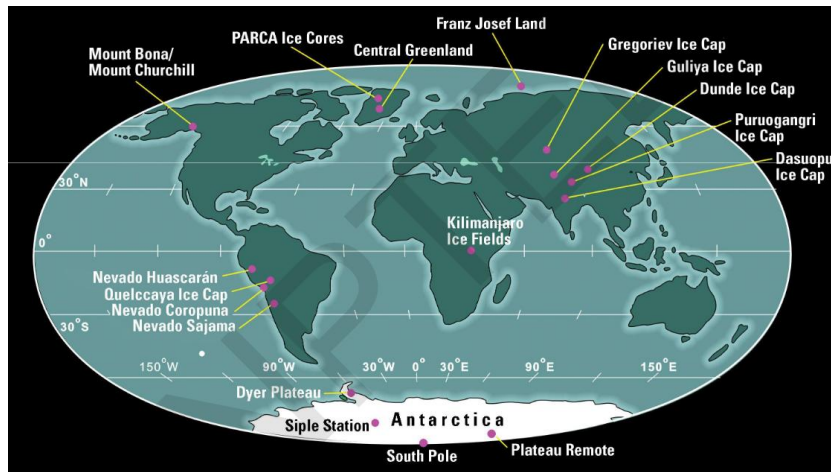 Franz Josef Land
PARCA Ice Cores
Central Greenland
Mount Bona/
Mount Churchill
Gregoriev Ice Cap
Guliya Ice Cap
Dunde Ice Cap
Puruogangri
Ice Cap
Dasuopu
Ice Cap
30°N
Kilimanjaro
Ice Fields
0°
Nevado Huascarán
Quelccaya Ice Cap
Nevado Coropuna
Nevado Sajama
30°S
150°W 90°W 30°W 0° 30°E 90°E 150°E
Dyer Plateau
Siple Station
Antarctica
South Pole
Plateau Remote
NPTEL